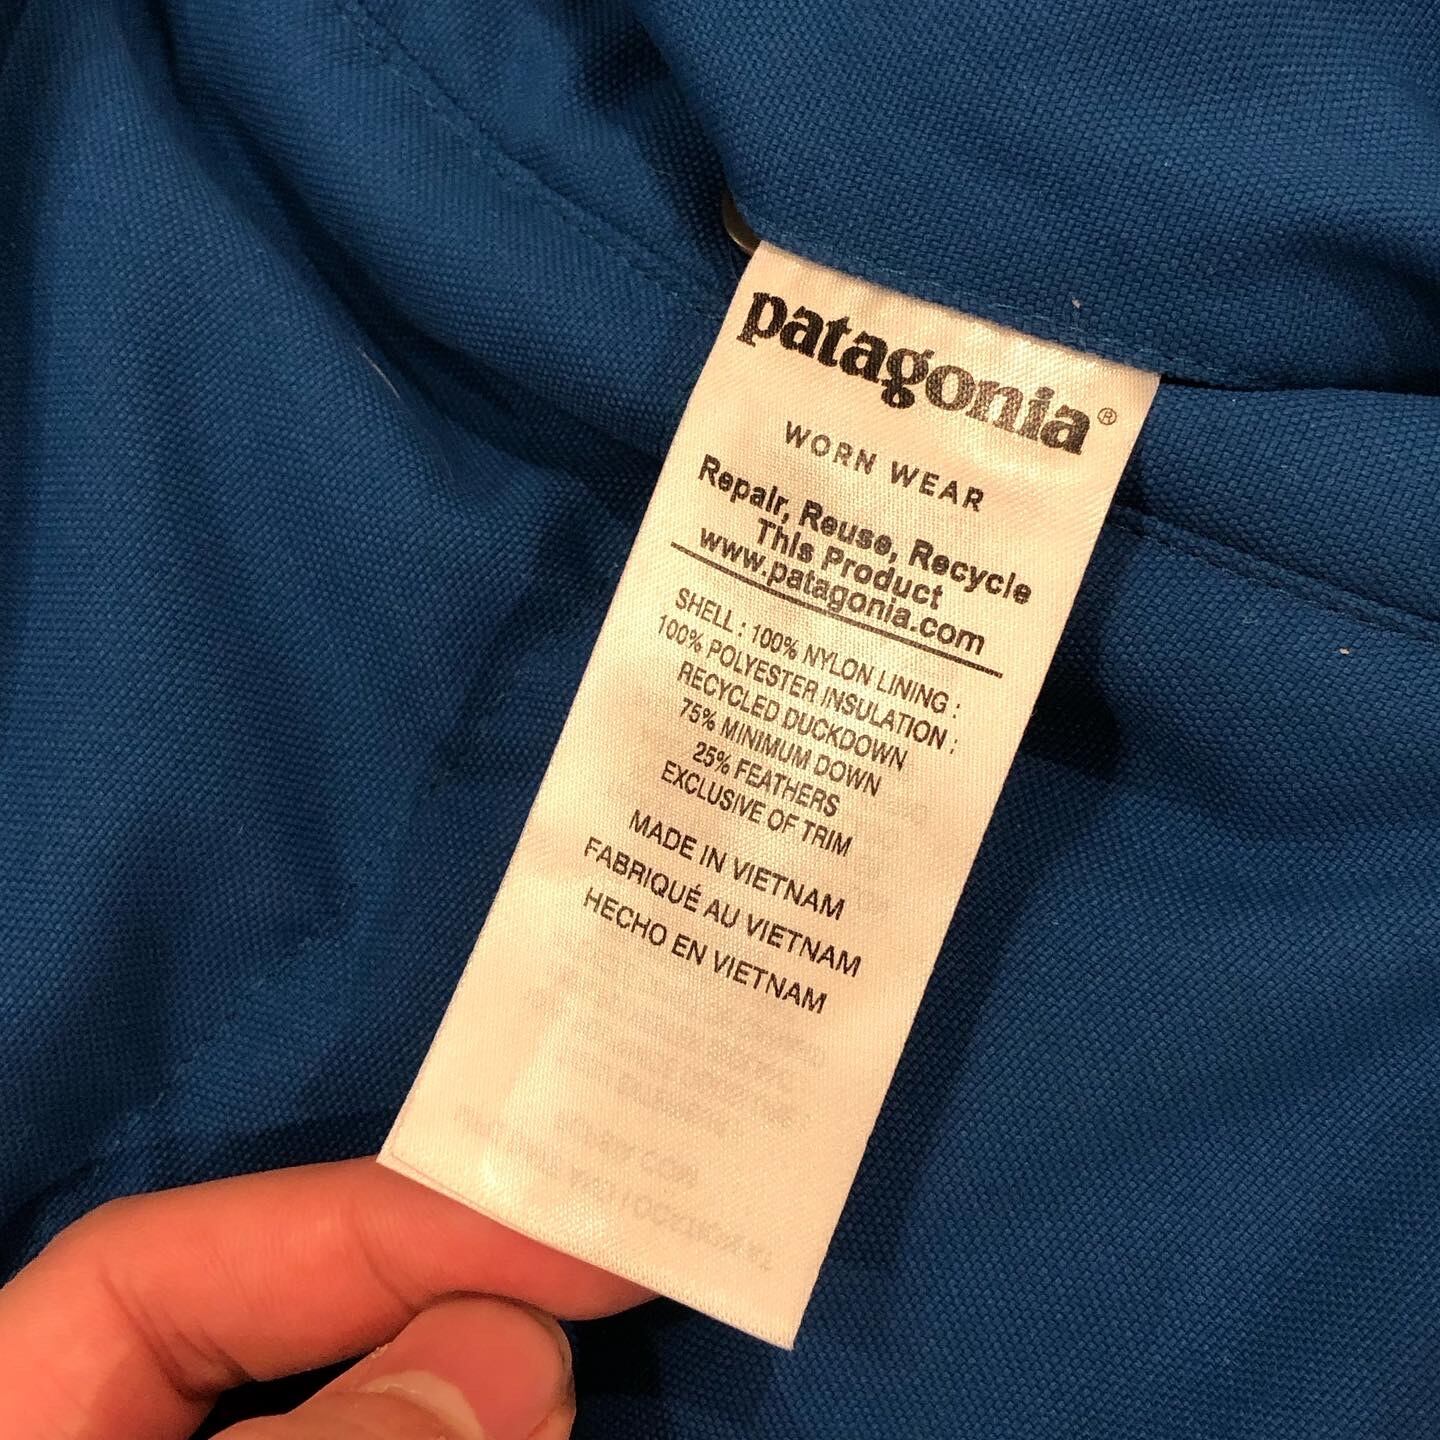 patagonia®
WORN WEAR
Repair, Reuse, Recycle
This Product
www.patagonia.com
SHELL : 100% NYLON LINING :
100% POLYESTER INSULATION :
RECYCLED DUCKDOWN
75% MINIMUM DOWN
25% FEATHERS
EXCLUSIVE OF TRIM
MADE IN VIETNAM
FABRIQUÉ AU VIETNAM
HECHO EN VIETNAM